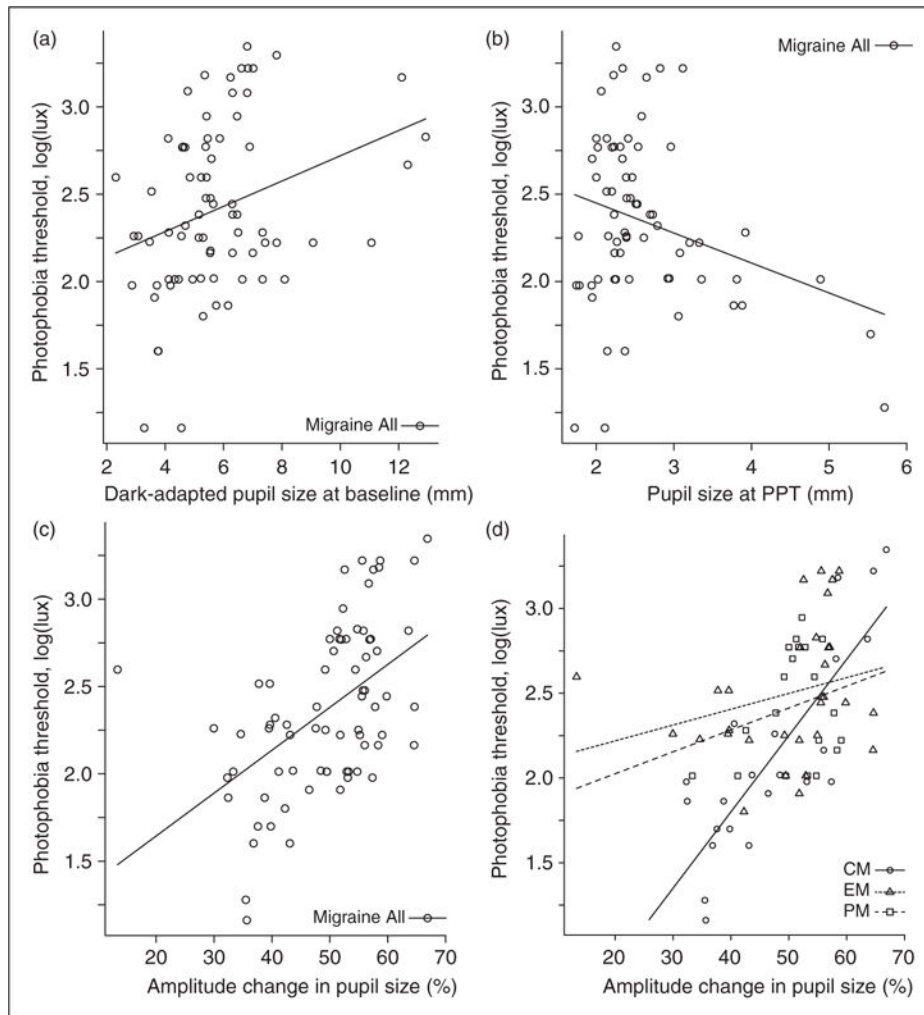 (a)
Photophobia threshold, log(lux)
3.0
2.5
2.0
1.5
Migraine All
2 4 6 8 10 12
Dark-adapted pupil size at baseline (mm)
(b)
Migraine All
Photophobia threshold, log(lux)
3.0
2.5
2.0
1.5
2 3 4 5 6
Pupil size at PPT (mm)
(c)
Photophobia threshold, log(lux)
3.0
2.5
2.0
1.5
Migraine All
20 30 40 50 60 70
Amplitude change in pupil size (%)
(d)
Photophobia threshold, log(lux)
3.0
2.5
2.0
1.5
CM
EM
PM
20 30 40 50 60 70
Amplitude change in pupil size (%)